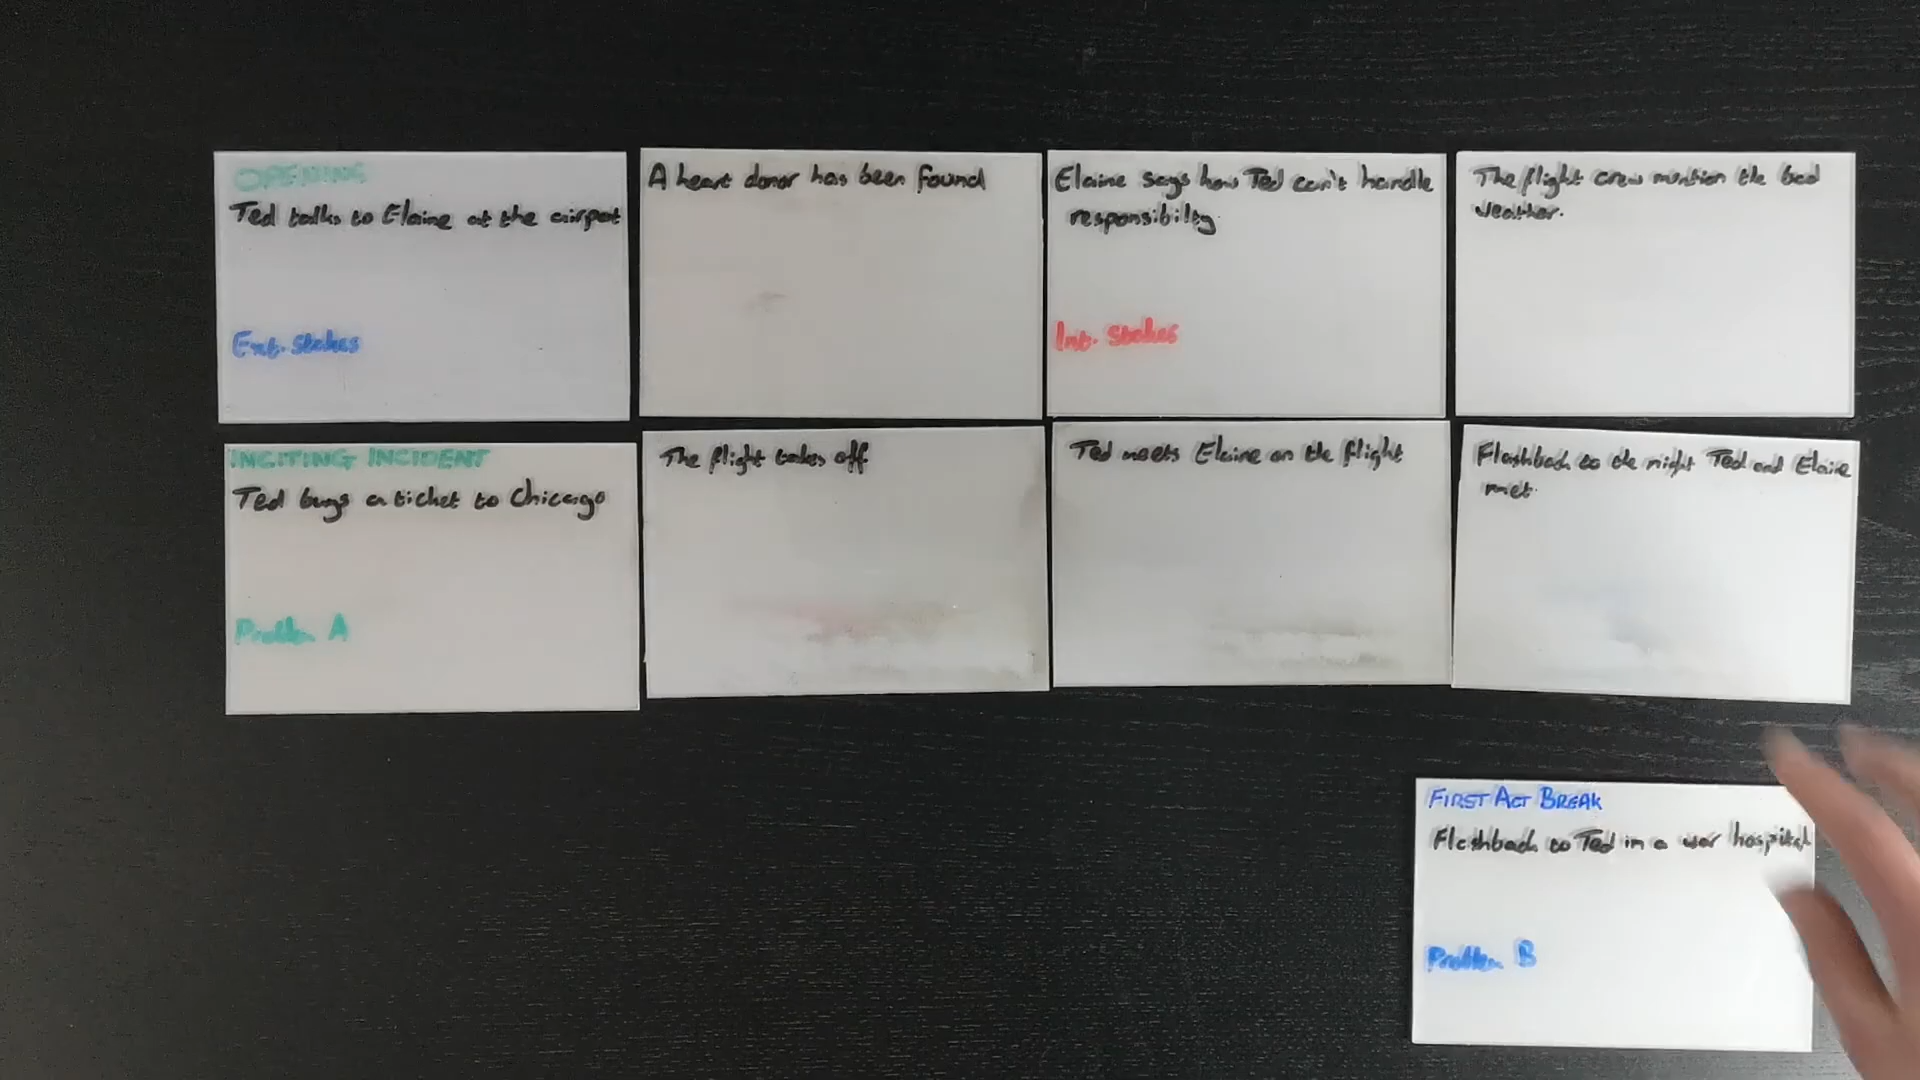 OPENING
Ted talks to Elaine at the airport
Ext. Stakes
A heart donor has been found
Elaine says how Ted can't handle
responsibility.
Int. Stakes
The flight crew mention the bad
weather.
INCITING INCIDENT
Ted buys a ticket to Chicago
Problem A
The flight takes off
Ted meets Elaine on the flight
Flashback to the night Ted and Elaine
met.
FIRST ACT BREAK
Flashback to Ted in a war hospital
Problem B